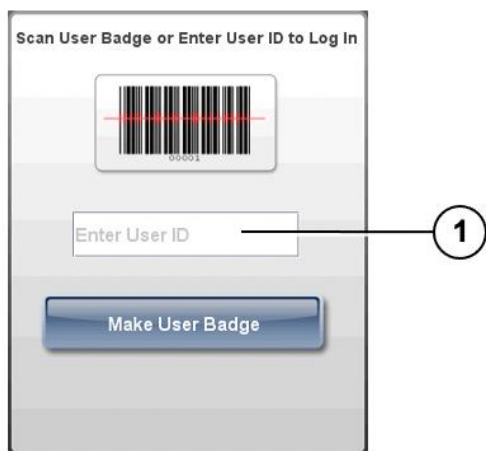 Scan User Badge or Enter User ID to Log In
00001
Enter User ID
1
Make User Badge